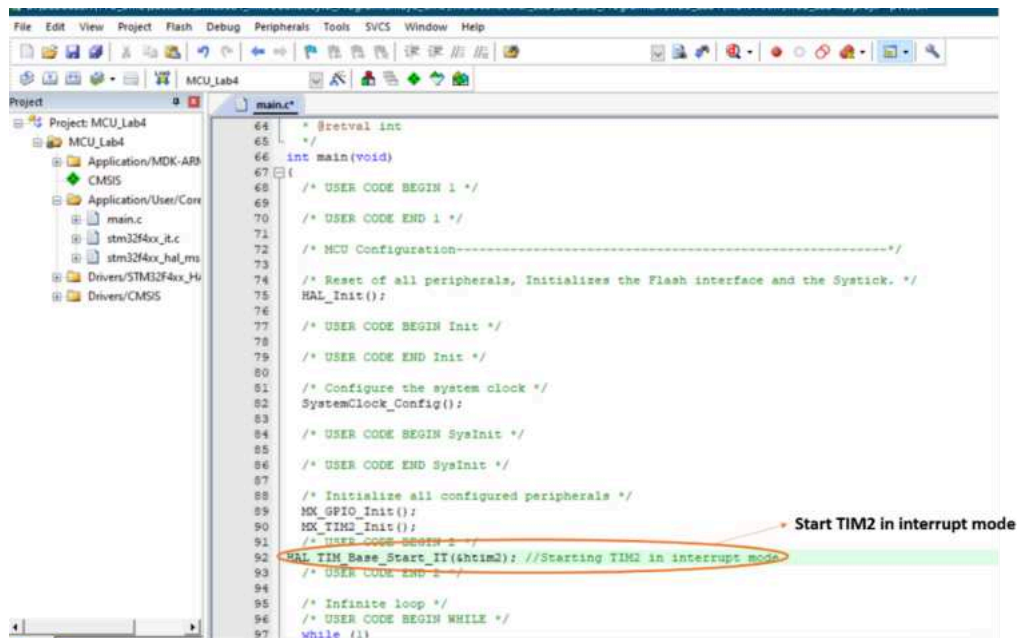 File Edit View Project Flash Debug Peripherals Tools SVCS Window Help
MCU_Lab4
Project
main.c*
Project: MCU_Lab4
MCU_Lab4
Application/MDK-ARM
CMSIS
Application/User/Core
main.c
stm32f4xx_it.c
stm32f4xx_hal_ms
Drivers/STM32F4xx_HA
Drivers/CMSIS
64 * @retval int
65 */
66 int main(void)
67 {
68 /* USER CODE BEGIN 1 */
69
70 /* USER CODE END 1 */
71
72 /* MCU Configuration--------------------------------------------------------*/
73
74 /* Reset of all peripherals, Initializes the Flash interface and the Systick. */
75 HAL_Init();
76
77 /* USER CODE BEGIN Init */
78
79 /* USER CODE END Init */
80
81 /* Configure the system clock */
82 SystemClock_Config();
83
84 /* USER CODE BEGIN SysInit */
85
86 /* USER CODE END SysInit */
87
88 /* Initialize all configured peripherals */
89 MX_GPIO_Init();
90 MX_TIM2_Init();
91 /* USER CODE BEGIN 2 */
92 HAL_TIM_Base_Start_IT(&htim2); //Starting TIM2 in interrupt mode
93 /* USER CODE END 2 */
94
95 /* Infinite loop */
96 /* USER CODE BEGIN WHILE */
97 while (1)
Start TIM2 in interrupt mode